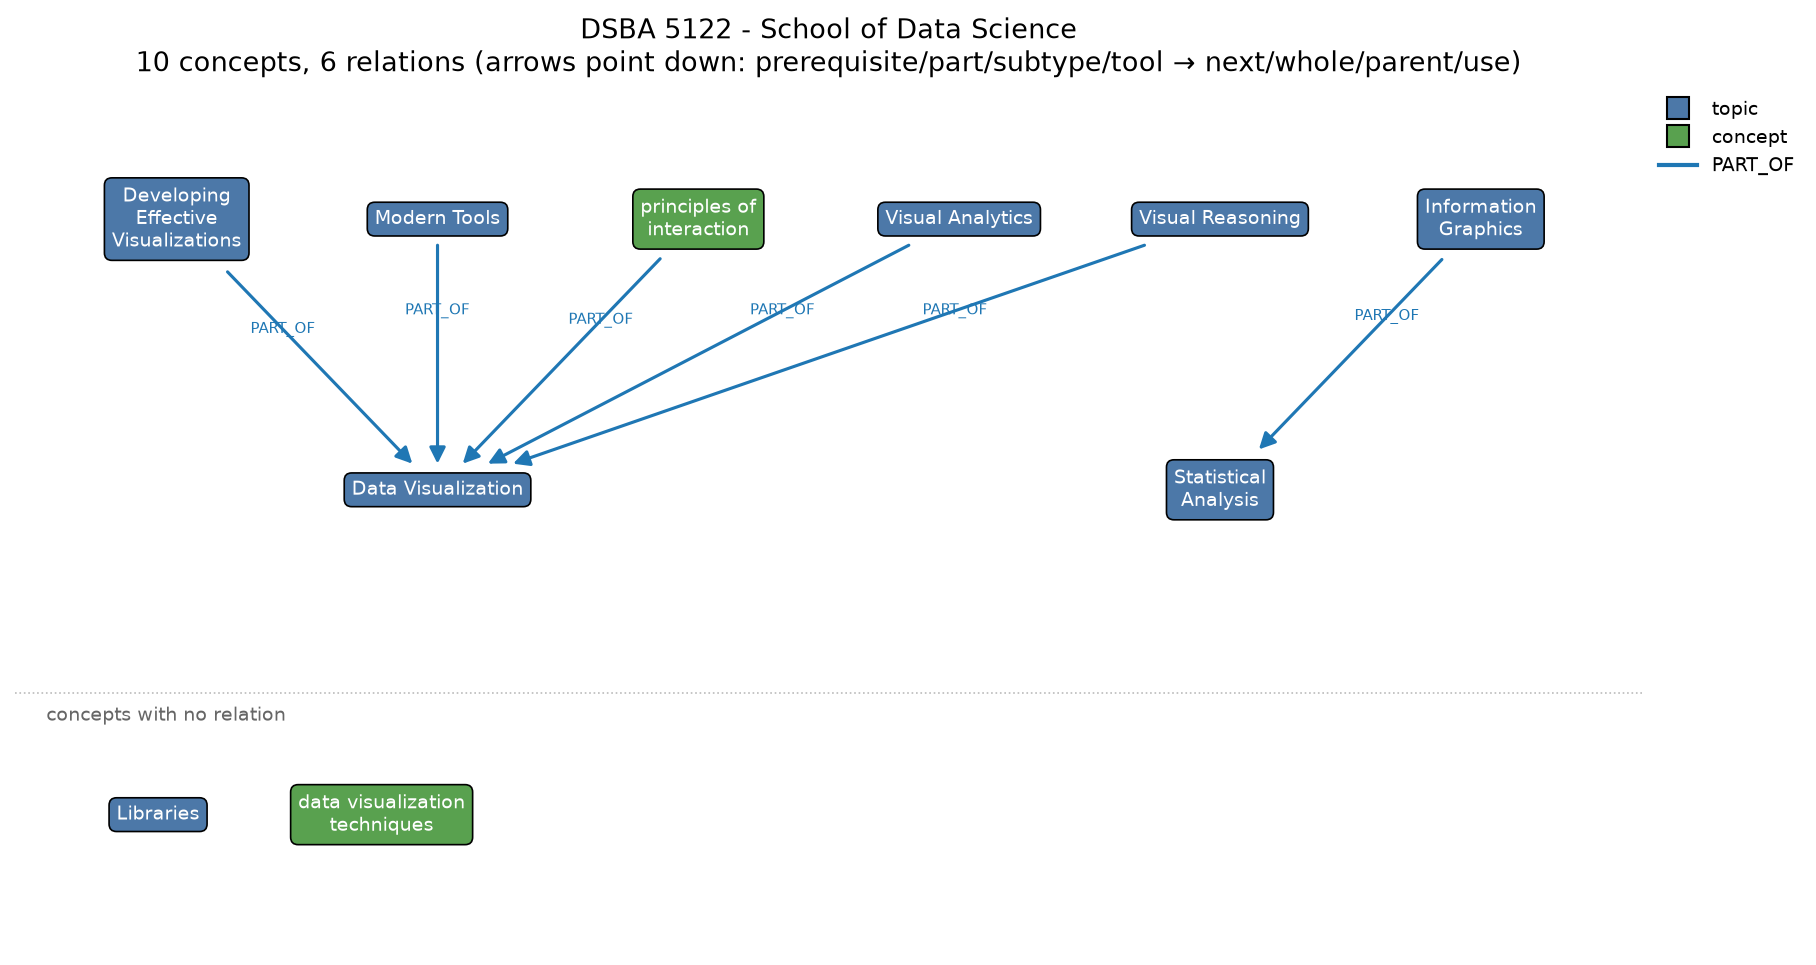 DSBA 5122 - School of Data Science
10 concepts, 6 relations (arrows point down: prerequisite/part/subtype/tool → next/whole/parent/use)
topic
concept
PART_OF
Developing
Effective
Visualizations
Modern Tools
principles of
interaction
Visual Analytics
Visual Reasoning
Information
Graphics
PART_OF
PART_OF
PART_OF
PART_OF
PART_OF
PART_OF
Data Visualization
Statistical
Analysis
concepts with no relation
Libraries
data visualization
techniques